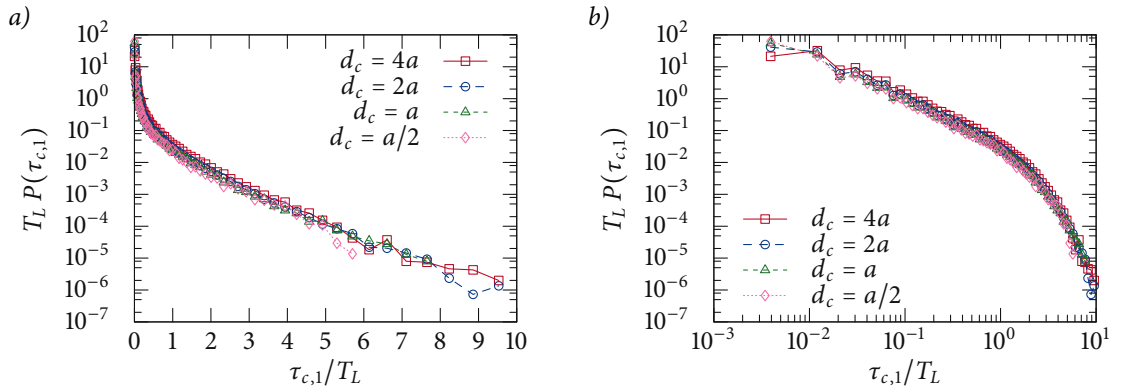 a)
T_L P(τ_{c,1})
10^2
10^1
10^0
10^{-1}
10^{-2}
10^{-3}
10^{-4}
10^{-5}
10^{-6}
10^{-7}
0 1 2 3 4 5 6 7 8 9 10
τ_{c,1}/T_L
d_c = 4a
d_c = 2a
d_c = a
d_c = a/2
b)
T_L P(τ_{c,1})
10^2
10^1
10^0
10^{-1}
10^{-2}
10^{-3}
10^{-4}
10^{-5}
10^{-6}
10^{-7}
10^{-3} 10^{-2} 10^{-1} 10^0 10^1
τ_{c,1}/T_L
d_c = 4a
d_c = 2a
d_c = a
d_c = a/2